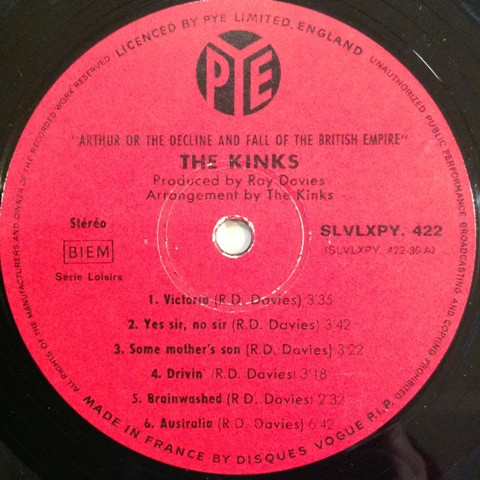 LICENCED BY PYE LIMITED, ENGLAND
UNAUTHORIZED PUBLIC PERFORMANCE BROADCASTING AND COPYING PROHIBITED
ALL RIGHTS OF THE MANUFACTURERS AND OWNER OF THE RECORDED WORK RESERVED
PYE
"ARTHUR OR THE DECLINE AND FALL OF THE BRITISH EMPIRE"
THE KINKS
Produced by Ray Davies
Arrangement by The Kinks
Stéréo
BIEM
Série Loisirs
SLVLXPY. 422
(SLVLXPY. 422-30 A)
1. Victoria (R.D. Davies) 3'35
2. Yes sir, no sir (R.D. Davies) 3'42
3. Some mother's son (R.D. Davies) 3'22
4. Drivin' (R.D. Davies) 3'18
5. Brainwashed (R.D. Davies) 2'32
6. Australia (R.D. Davies) 6'42
MADE IN FRANCE BY DISQUES VOGUE P.I.P.